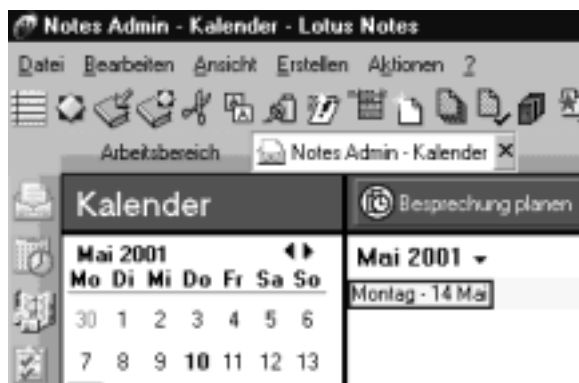 Notes Admin - Kalender - Lotus Notes
Datei Bearbeiten Ansicht Erstellen Aktionen ?
Arbeitsbereich Notes Admin - Kalender
Kalender Besprechung planen
Mai 2001 Mai 2001
Mo Di Mi Do Fr Sa So
Montag - 14 Mai
30 1 2 3 4 5 6
7 8 9 10 11 12 13